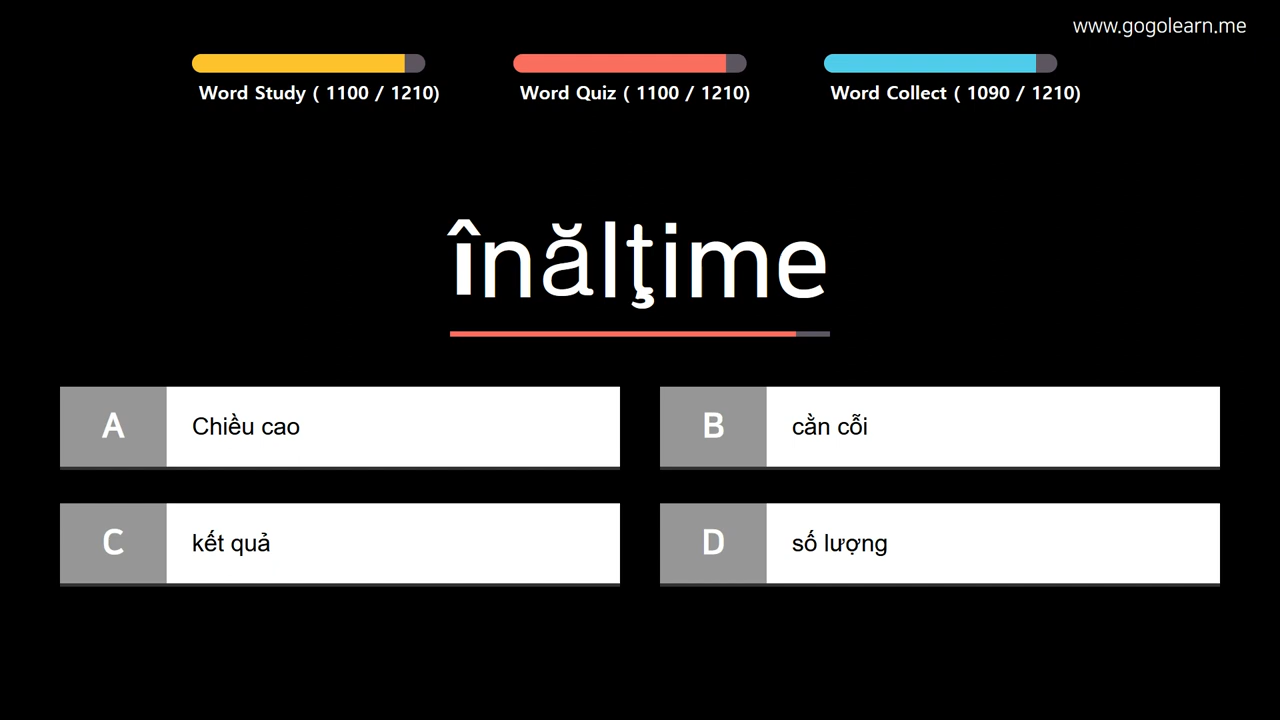 www.gogolearn.me
Word Study ( 1100 / 1210)
Word Quiz ( 1100 / 1210)
Word Collect ( 1090 / 1210)
înălţime
A Chiều cao
B cằn cỗi
C kết quả
D số lượng